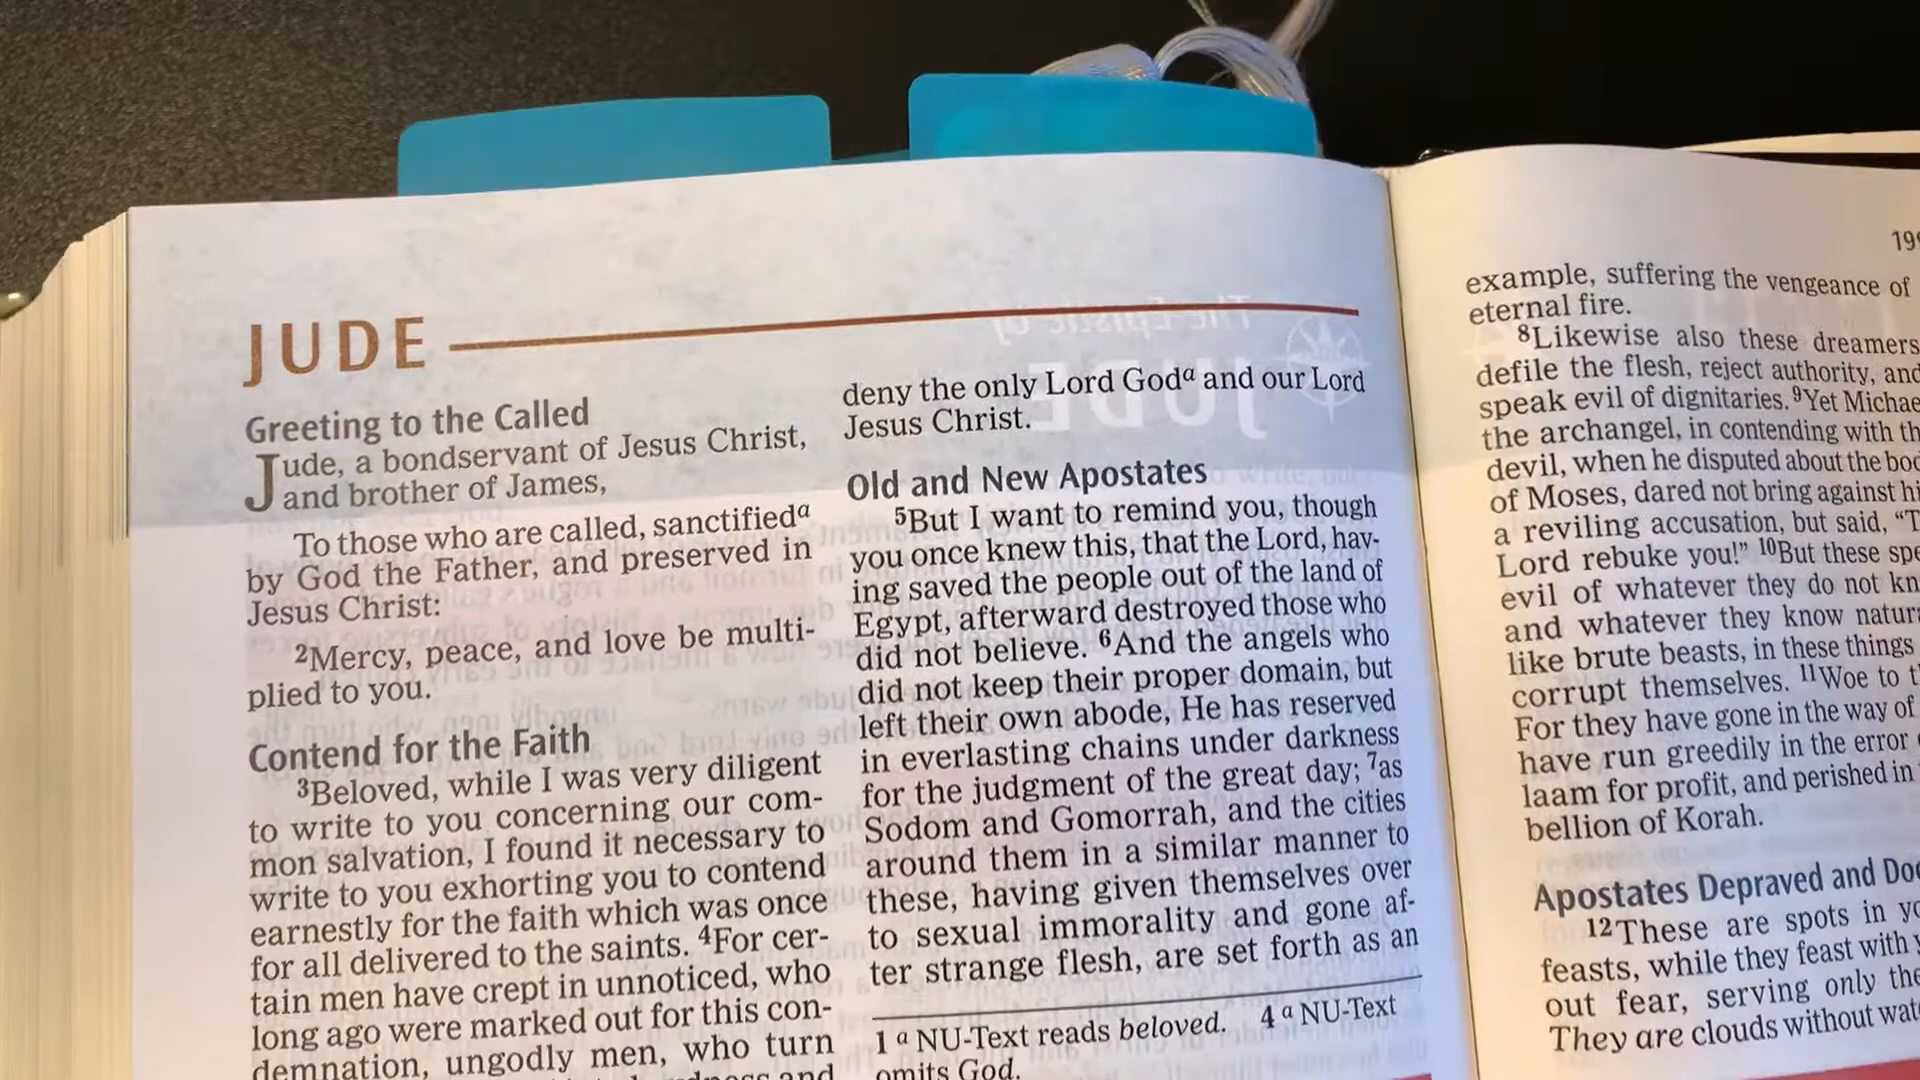 JUDE
Greeting to the Called
Jude, a bondservant of Jesus Christ,
and brother of James,
To those who are called, sanctifiedᵃ
by God the Father, and preserved in
Jesus Christ:
²Mercy, peace, and love be multi-
plied to you.
Contend for the Faith
³Beloved, while I was very diligent
to write to you concerning our com-
mon salvation, I found it necessary to
write to you exhorting you to contend
earnestly for the faith which was once
for all delivered to the saints. ⁴For cer-
tain men have crept in unnoticed, who
long ago were marked out for this con-
demnation, ungodly men, who turn
and
deny the only Lord Godᵃ and our Lord
Jesus Christ.
Old and New Apostates
⁵But I want to remind you, though
you once knew this, that the Lord, hav-
ing saved the people out of the land of
Egypt, afterward destroyed those who
did not believe. ⁶And the angels who
did not keep their proper domain, but
left their own abode, He has reserved
in everlasting chains under darkness
for the judgment of the great day; ⁷as
Sodom and Gomorrah, and the cities
around them in a similar manner to
these, having given themselves over
to sexual immorality and gone af-
ter strange flesh, are set forth as an
1 ᵃ NU-Text reads beloved. 4 ᵃ NU-Text
omits God.
example, suffering the vengeance of
eternal fire.
⁸Likewise also these dreamers
defile the flesh, reject authority, and
speak evil of dignitaries. ⁹Yet
the archangel, in contending with
devil, when he disputed about the
of Moses, dared not bring against
a reviling accusation, but said,
Lord rebuke you!” ¹⁰But these
evil of whatever they do not
and whatever they know
like brute beasts, in these things
corrupt themselves. ¹¹Woe to
For they have gone in the way of
have run greedily in the error
laam for profit, and perished in
bellion of Korah.
Apostates Depraved and
¹²These are spots in
feasts, while they feast with
out fear, serving only
They are clouds without